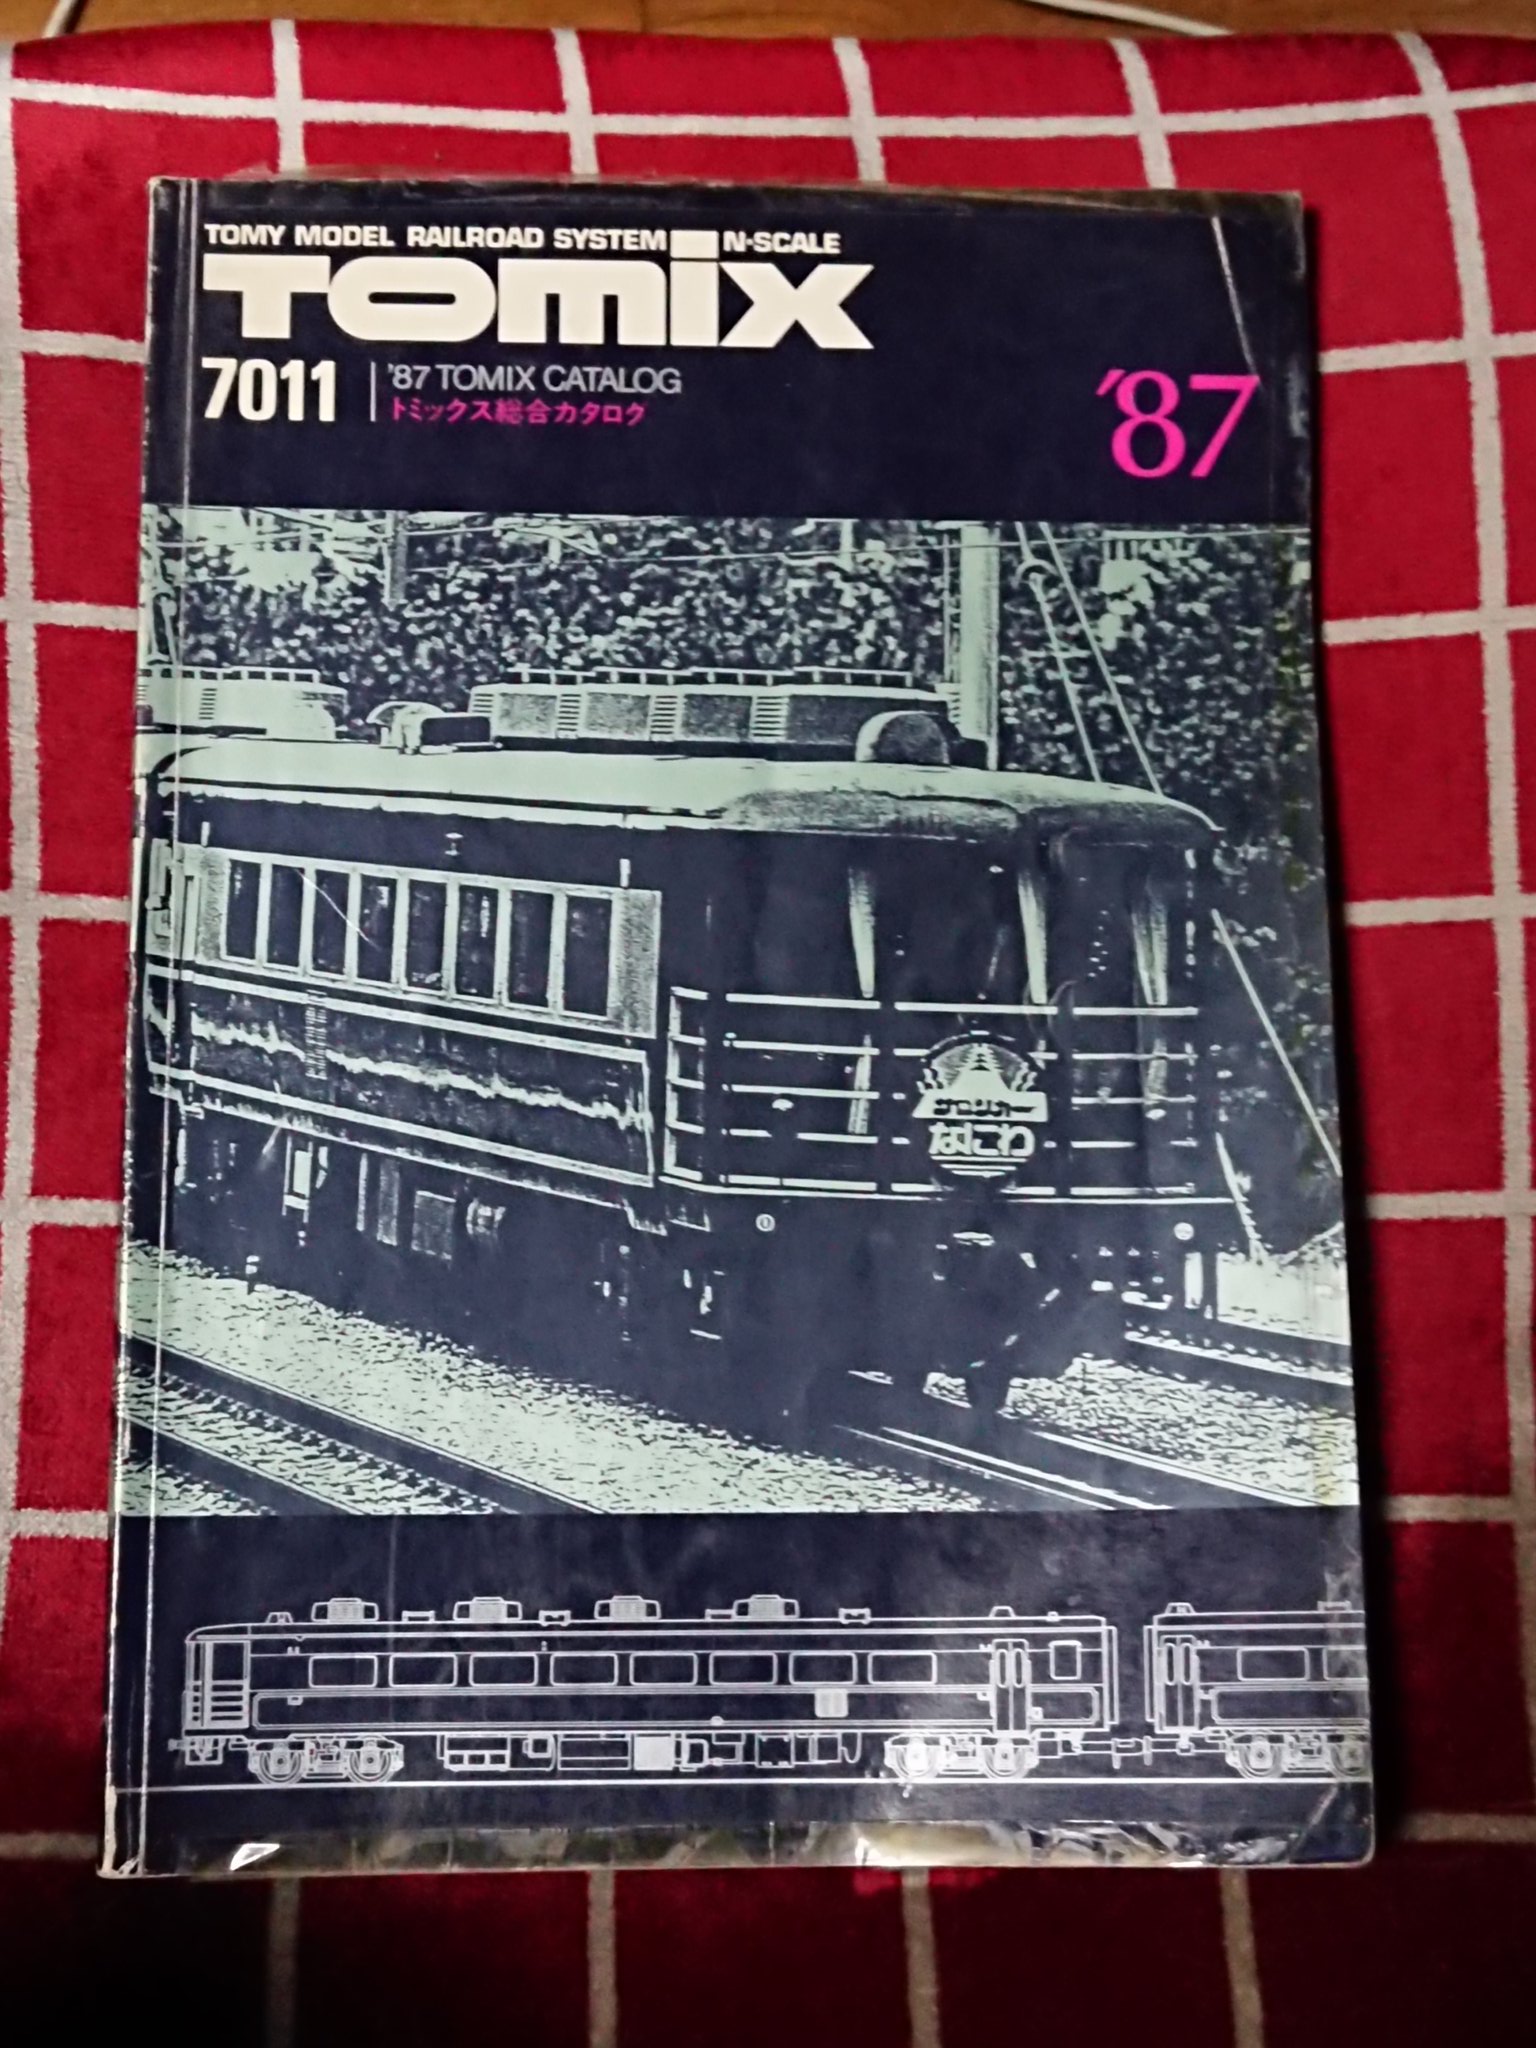 TOMY MODEL RAILROAD SYSTEM N-SCALE
TOMIX
7011
'87 TOMIX CATALOG
トミックス総合カタログ
'87
サロンカー
なにわ